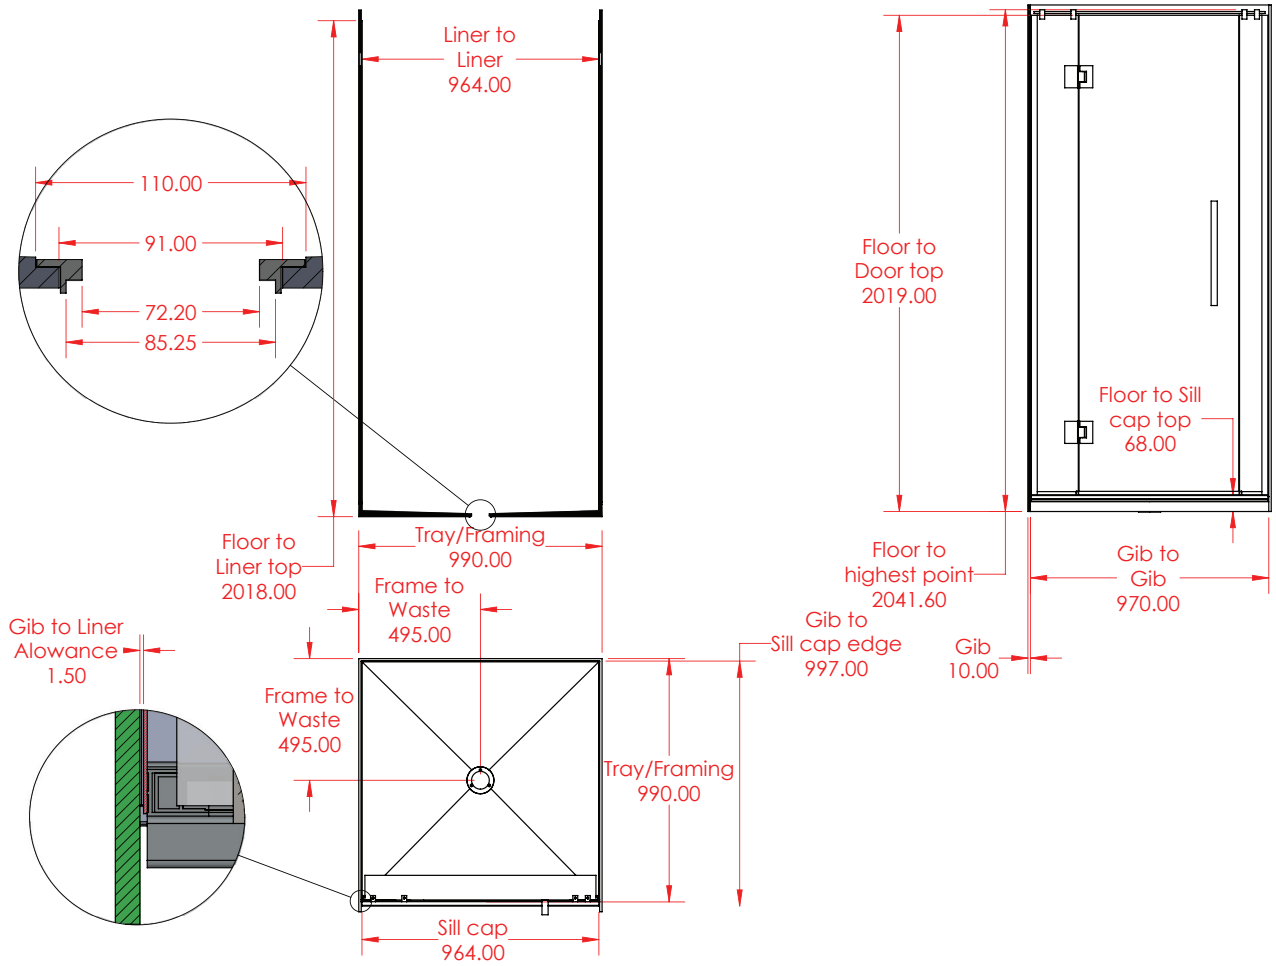 Liner to
Liner
964.00
110.00
91.00
72.20
85.25
Floor to
Liner top
2018.00
Tray/Framing
990.00
Frame to
Waste
495.00
Gib to Liner
Alowance
1.50
Frame to
Waste
495.00
Tray/Framing
990.00
Sill cap
964.00
Gib to
Sill cap edge
997.00
Floor to
Door top
2019.00
Floor to Sill
cap top
68.00
Floor to
highest point
2041.60
Gib to
Gib
970.00
Gib
10.00